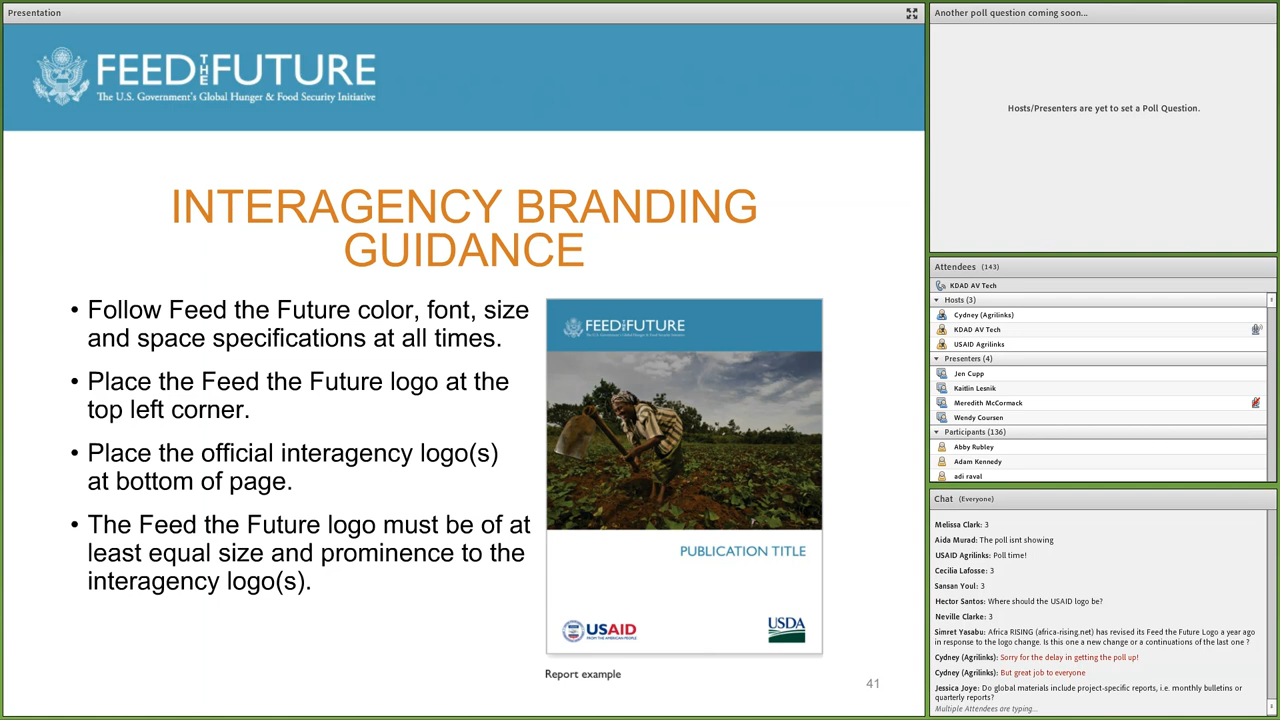 Presentation
FEED THE FUTURE
The U.S. Government's Global Hunger & Food Security Initiative
INTERAGENCY BRANDING
GUIDANCE
• Follow Feed the Future color, font, size
and space specifications at all times.
• Place the Feed the Future logo at the
top left corner.
• Place the official interagency logo(s)
at bottom of page.
• The Feed the Future logo must be of at
least equal size and prominence to the
interagency logo(s).
FEED THE FUTURE
The U.S. Government's Global Hunger & Food Security Initiative
PUBLICATION TITLE
USAID
FROM THE AMERICAN PEOPLE
USDA
Report example
41
Another poll question coming soon...
Hosts/Presenters are yet to set a Poll Question.
Attendees (143)
KDAD AV Tech
Hosts (3)
Cydney (Agrilinks)
KDAD AV Tech
USAID Agrilinks
Presenters (4)
Jen Cupp
Kaitlin Lesnik
Meredith McCormack
Wendy Coursen
Participants (136)
Abby Rubley
Adam Kennedy
adi raval
Chat (Everyone)
Melissa Clark: 3
Aida Murad: The poll isnt showing
USAID Agrilinks: Poll time!
Cecilia Lafosse: 3
Sansan Youl: 3
Hector Santos: Where should the USAID logo be?
Neville Clarke: 3
Simret Yasabu: Africa RISING (africa-rising.net) has revised its Feed the Future Logo a year ago
in response to the logo change. Is this one a new change or a continuations of the last one ?
Cydney (Agrilinks): Sorry for the delay in getting the poll up!
Cydney (Agrilinks): But great job to everyone
Jessica Joye: Do global materials include project-specific reports, i.e. monthly bulletins or
quarterly reports?
Multiple Attendees are typing...